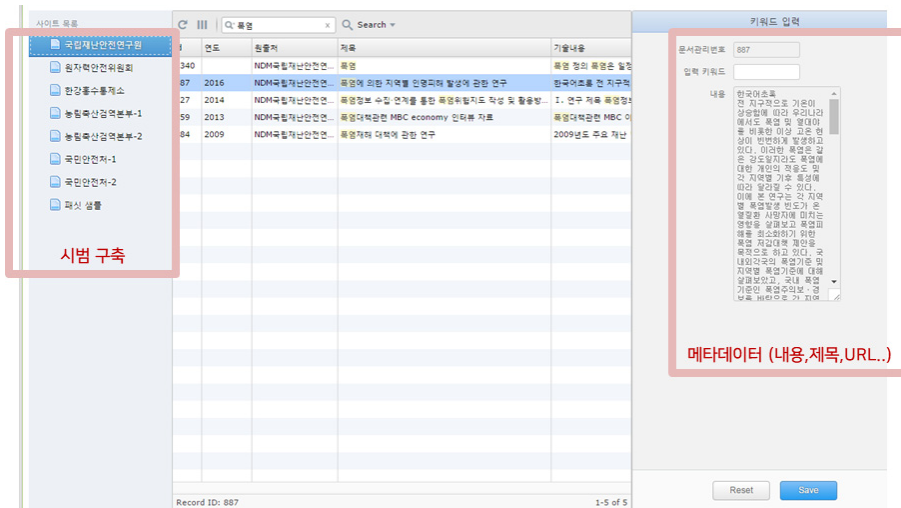 사이트 목록
국립재난안전연구원
원자력안전위원회
한강홍수통제소
농림축산검역본부-1
농림축산검역본부-2
국민안전처-1
국민안전처-2
패싯 샘플
시범 구축
폭염 x Search
연도 원출처 제목 기술내용
340 NDM국립재난안전연... 폭염 폭염 정의 폭염은 일정
87 2016 NDM국립재난안전연... 폭염에 의한 지역별 인명피해 발생에 관한 연구 한국어초록 전 지구적
27 2014 NDM국립재난안전연... 폭염정보 수집·연계를 통한 폭염위험지도 작성 및 활용방... I. 연구 제목 폭염정보
59 2013 NDM국립재난안전연... 폭염대책관련 MBC economy 인터뷰 자료 폭염대책관련 MBC
84 2009 NDM국립재난안전연... 폭염재해 대책에 관한 연구 2009년도 주요 재난
Record ID: 887 1-5 of 5
키워드 입력
문서관리번호 887
입력 키워드
내용
한국어초록
전 지구적으로 기온이
상승함에 따라 우리나라
에서도 폭염 및 열대야
를 비롯한 이상 고온 현
상이 빈번하게 발생하고
있다. 이러한 폭염은 같
은 강도일지라도 폭염에
대한 개인의 적응도 및
각 지역별 기후 특성에
따라 달라질 수 있다.
이에 본 연구는 각 지역
별 폭염발생 빈도가 온
열질환 사망자에 미치는
영향을 살펴보고 폭염피
해를 최소화하기 위한
폭염 저감대책 제안을
목적으로 하고 있다. 국
내외각국의 폭염기준 및
지역별 폭염기준에 대해
살펴보았고, 국내 폭염
기준인 폭염주의보·경
보를 바탕으로 각 지역
메타데이터 (내용,제목,URL..)
Reset Save